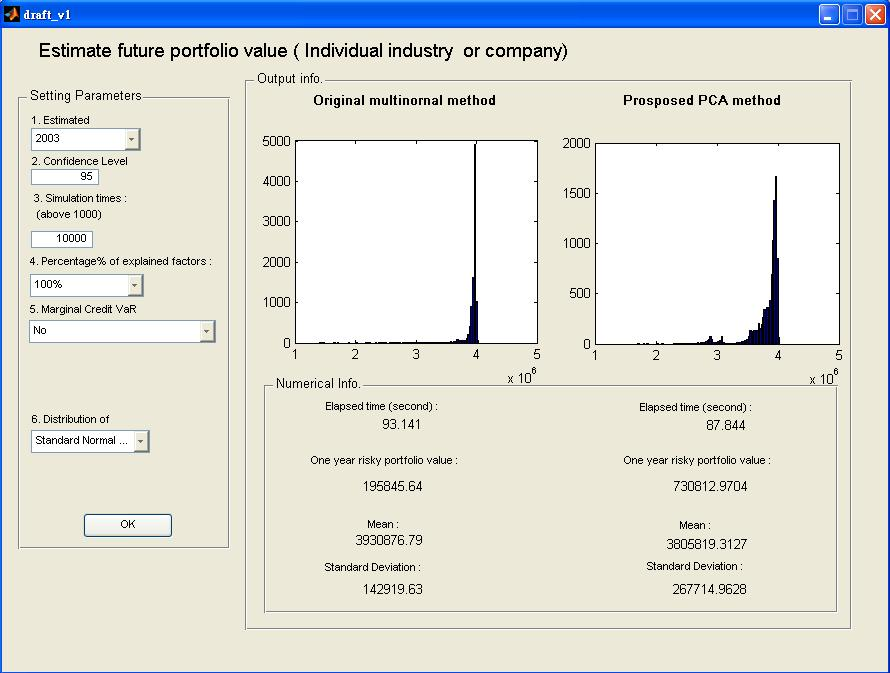 draft_v1
Estimate future portfolio value ( Individual industry or company)
Setting Parameters
1. Estimated
2003
2. Confidence Level
95
3. Simulation times :
(above 1000)
10000
4. Percentage% of explained factors :
100%
5. Marginal Credit VaR
No
6. Distribution of
Standard Normal ...
OK
Output info.
Original multinornal method
5000
4000
3000
2000
1000
0
1 2 3 4 5
x 10^6
Prosposed PCA method
2000
1500
1000
500
0
1 2 3 4 5
x 10^6
Numerical Info.
Elapsed time (second) :
93.141
One year risky portfolio value :
195845.64
Mean :
3930876.79
Standard Deviation :
142919.63
Elapsed time (second) :
87.844
One year risky portfolio value :
730812.9704
Mean :
3805819.3127
Standard Deviation :
267714.9628